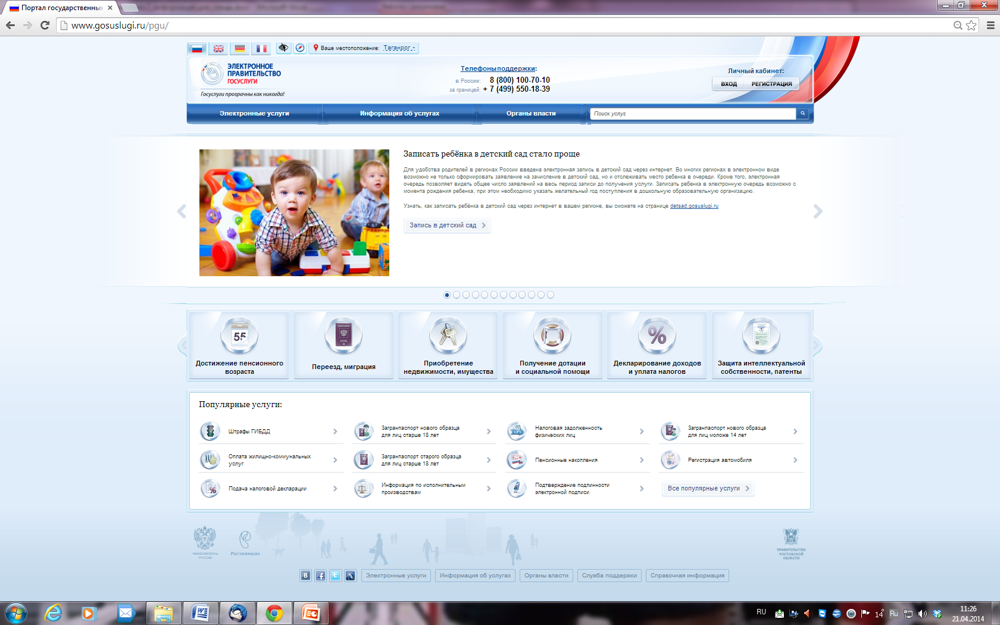 Портал государственных
www.gosuslugi.ru/pgu/
Ваше местоположение: Таганрог
ЭЛЕКТРОННОЕ
ПРАВИТЕЛЬСТВО
ГОСУСЛУГИ
Госуслуги прозрачны как никогда!
Телефоны поддержки:
в России: 8 (800) 100-70-10
за границей: + 7 (499) 550-18-39
Личный кабинет:
ВХОД РЕГИСТРАЦИЯ
Электронные услуги Информация об услугах Органы власти Поиск услуг
Записать ребёнка в детский сад стало проще
Для удобства родителей в регионах России введена электронная запись в детский сад через интернет. Во многих регионах в электронном виде
возможно не только сформировать заявление на зачисление в детский сад, но и отслеживать место ребенка в очереди. Кроме того, электронная
очередь позволяет видеть общее число заявлений на весь период записи до получения услуги. Записать ребенка в электронную очередь возможно с
момента рождения ребенка, при этом необходимо указать желательный год поступления в дошкольную образовательную организацию.
Узнать, как записать ребёнка в детский сад через интернет в вашем регионе, вы сможете на странице detsad.gosuslugi.ru
Запись в детский сад
55
Достижение пенсионного
возраста
Переезд, миграция
Приобретение
недвижимости, имущества
Получение дотации
и социальной помощи
%
Декларирование доходов
и уплата налогов
Защита интеллектуальной
собственности, патенты
Популярные услуги:
Штрафы ГИБДД
Загранпаспорт нового образца
для лиц старше 18 лет
Налоговая задолженность
физических лиц
Загранпаспорт нового образца
для лиц моложе 14 лет
Оплата жилищно-коммунальных
услуг
Загранпаспорт старого образца
для лиц старше 18 лет
Пенсионные накопления
Регистрация автомобиля
Подача налоговой декларации
Информация по исполнительным
производствам
Подтверждение подлинности
электронной подписи
Все популярные услуги
МИНКОМСВЯЗЬ
РОССИИ
Ростелеком
ПРАВИТЕЛЬСТВО
РОСТОВСКОЙ
ОБЛАСТИ
Электронные услуги Информация об услугах Органы власти Служба поддержки Справочная информация
RU 14° Ru 11:26
21.04.2014